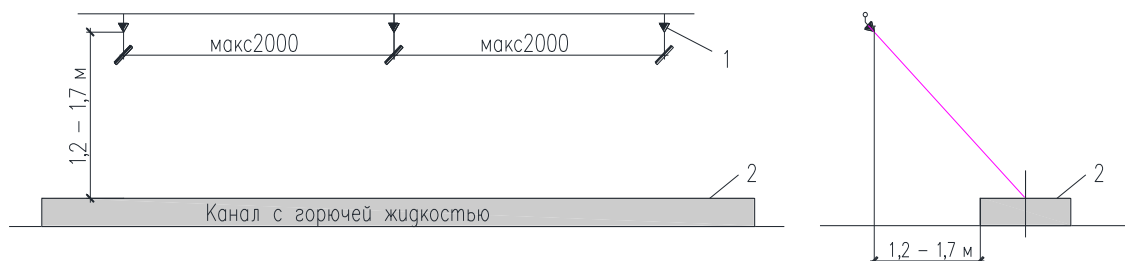 макс2000
макс2000
1
1,2 – 1,7 м
2
Канал с горючей жидкостью
2
1,2 – 1,7 м